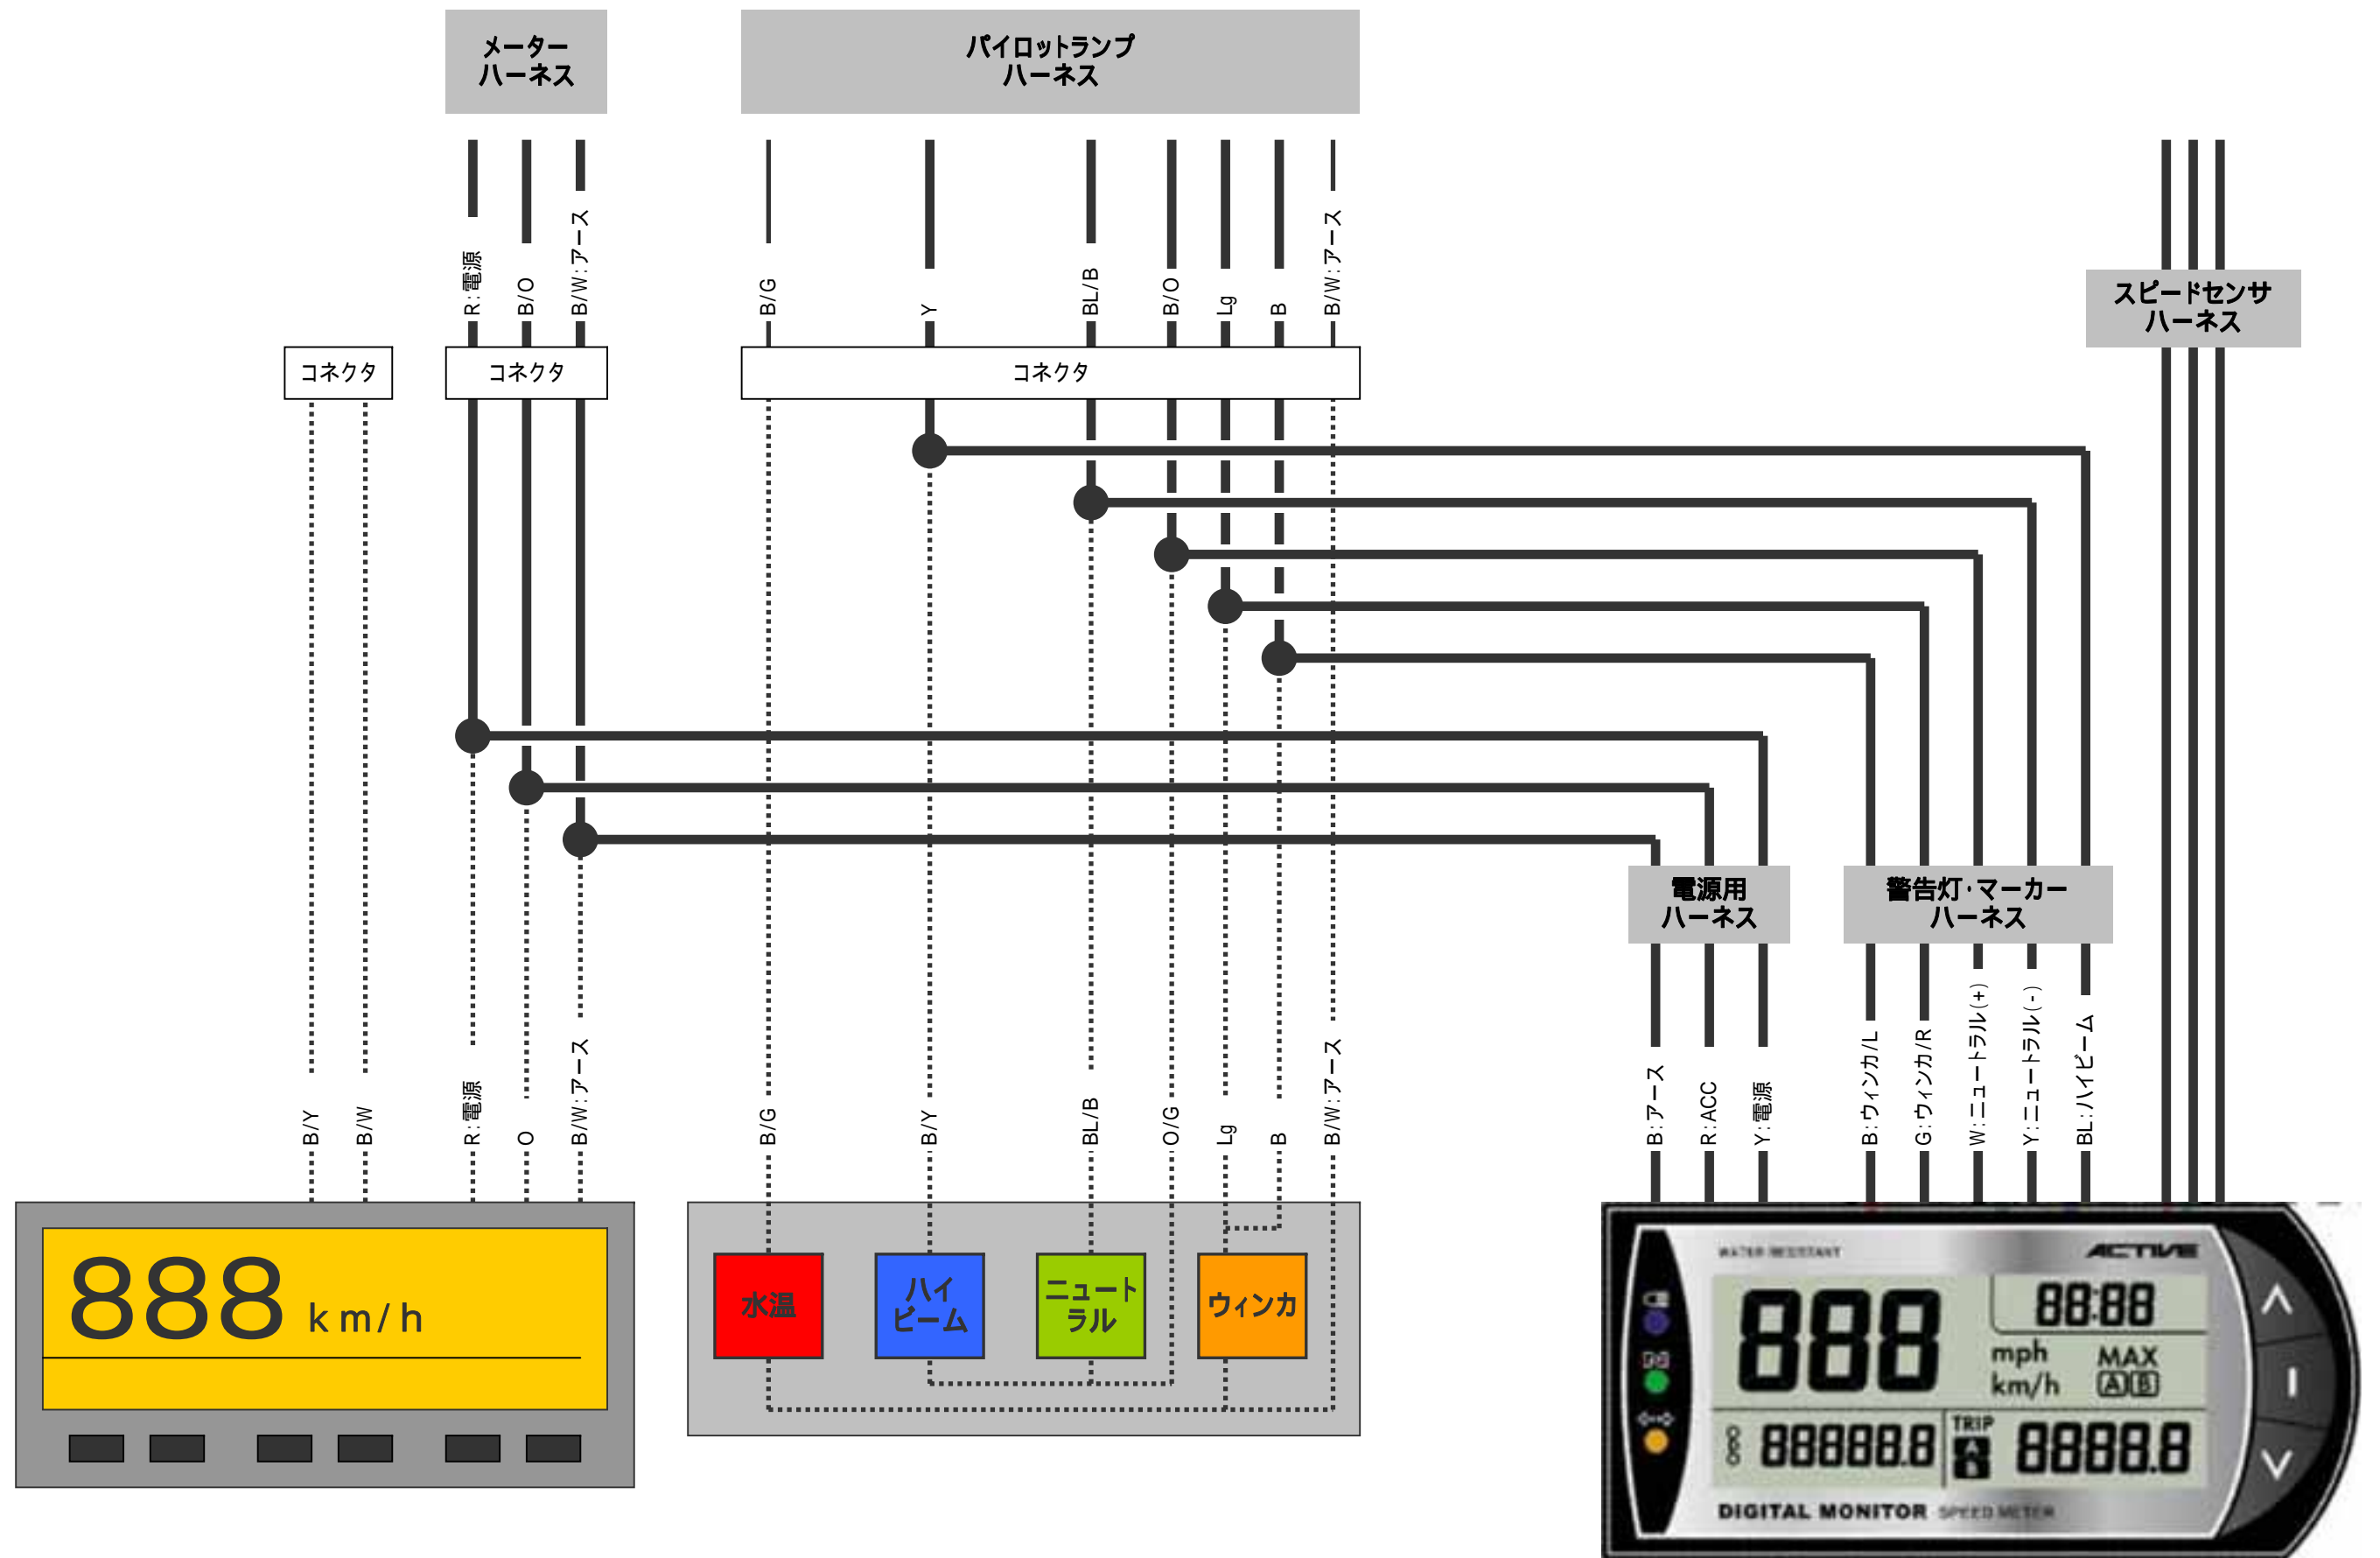 メーター
ハーネス
パイロットランプ
ハーネス
R:電源
B/O
B/W:アース
B/G
Y
BL/B
B/O
Lg
B
B/W:アース
スピードセンサ
ハーネス
コネクタ
コネクタ
コネクタ
電源用
ハーネス
警告灯・マーカー
ハーネス
B/Y
B/W
R:電源
O
B/W:アース
B/G
B/Y
BL/B
O/G
Lg
B
B/W:アース
B:アース
R:ACC
Y:電源
B:ウィンカ/L
G:ウィンカ/R
W:ニュートラル(+)
Y:ニュートラル(-)
BL:ハイビーム
888 km/h
水温
ハイ
ビーム
ニュート
ラル
ウィンカ
WATER RESISTANT
ACTIVE
888
88:88
mph
km/h
MAX
A B
88888.8
TRIP
A
B
8888.8
DIGITAL MONITOR SPEED METER